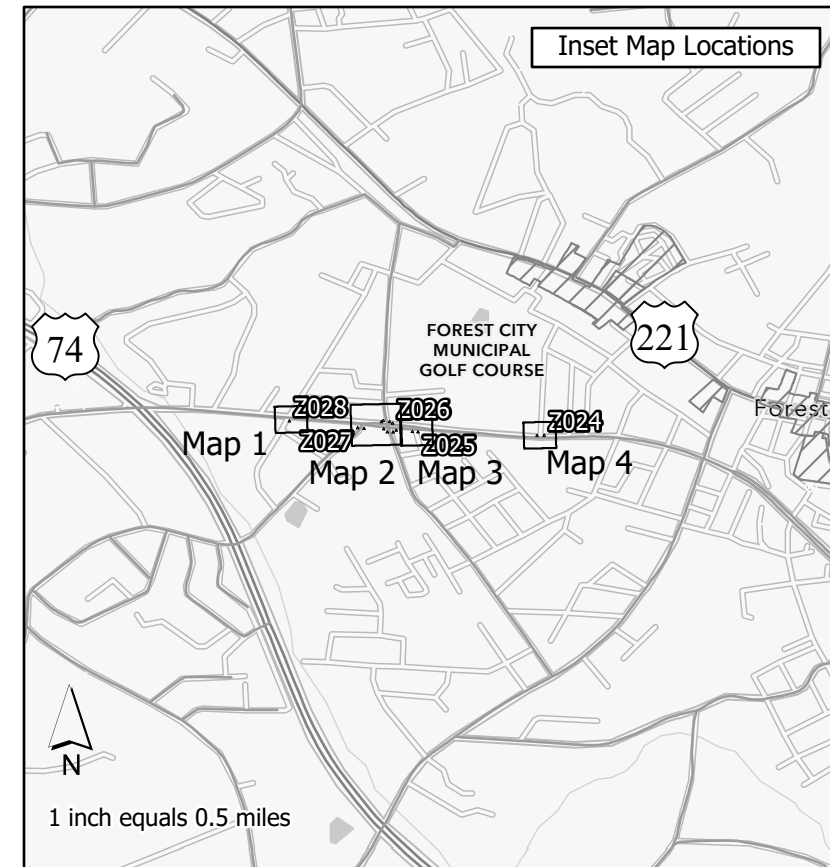 Inset Map Locations
FOREST CITY
MUNICIPAL
GOLF COURSE
221
74
Forest
Z028
Z026
Z024
Z027
Z025
Map 1
Map 2
Map 3
Map 4
N
1 inch equals 0.5 miles